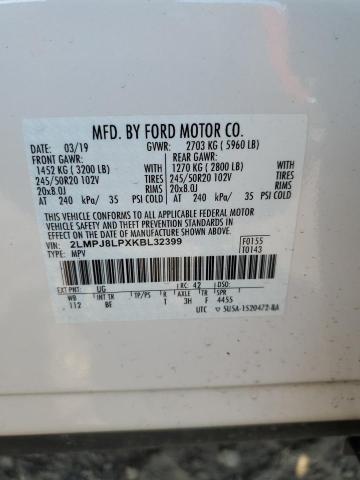 MFD. BY FORD MOTOR CO.
DATE: 03/19 GVWR: 2703 KG ( 5960 LB)
FRONT GAWR: REAR GAWR:
1452 KG ( 3200 LB) WITH 1270 KG ( 2800 LB) WITH
245/50R20 102V TIRES 245/50R20 102V TIRES
20x8.0J RIMS 20x8.0J RIMS
AT 240 kPa/ 35 PSI COLD AT 240 kPa/ 35 PSI COLD
THIS VEHICLE CONFORMS TO ALL APPLICABLE FEDERAL MOTOR
VEHICLE SAFETY AND THEFT PREVENTION STANDARDS IN EFFECT
ON THE DATE OF MANUFACTURE SHOWN ABOVE.
VIN: 2LMPJ8LPXKBL32399 F0155
TYPE: MPV T0143
EXT PNT: UG RC: 42 DSO:
WB INT TR TP/PS R AXLE TR SPR
112 BF 1 3H F 4455
UTC 5U5A-1520472-BA